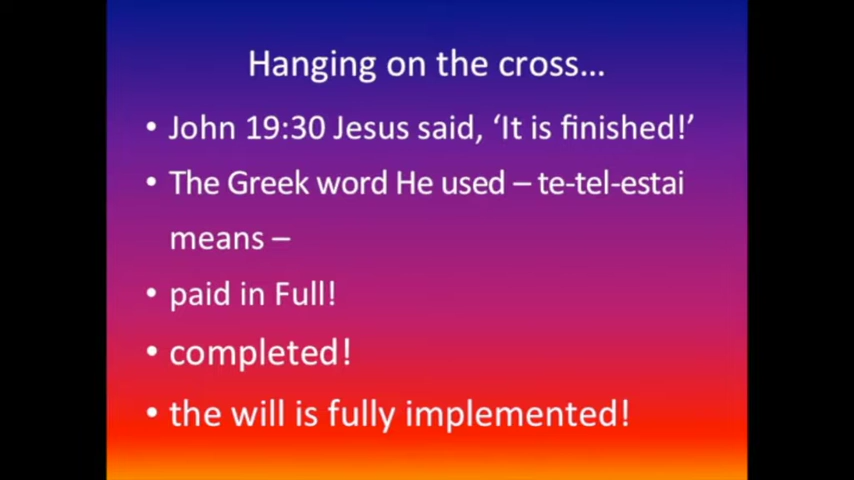 Hanging on the cross...
• John 19:30 Jesus said, ‘It is finished!’
• The Greek word He used – te-tel-estai
means –
• paid in Full!
• completed!
• the will is fully implemented!